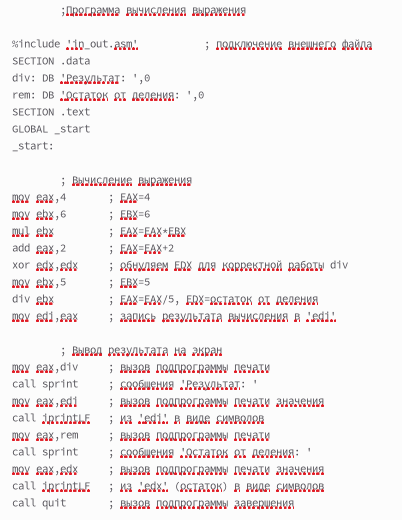 ;Программа вычисления выражения
%include 'in_out.asm' ; подключение внешнего файла
SECTION .data
div: DB 'Результат: ',0
rem: DB 'Остаток от деления: ',0
SECTION .text
GLOBAL _start
_start:
; Вычисление выражения
mov eax,4 ; EAX=4
mov ebx,6 ; EBX=6
mul ebx ; EAX=EAX*EBX
add eax,2 ; EAX=EAX+2
xor edx,edx ; обнуляем EDX для корректной работы div
mov ebx,5 ; EBX=5
div ebx ; EAX=EAX/5, EDX=остаток от деления
mov edi,eax ; запись результата вычисления в 'edi'
; Вывод результата на экран
mov eax,div ; вызов подпрограммы печати
call sprint ; сообщения 'Результат: '
mov eax,edi ; вызов подпрограммы печати значения
call iprintLF ; из 'edi' в виде символов
mov eax,rem ; вызов подпрограммы печати
call sprint ; сообщения 'Остаток от деления: '
mov eax,edx ; вызов подпрограммы печати значения
call iprintLF ; из 'edx' (остаток) в виде символов
call quit ; вызов подпрограммы завершения